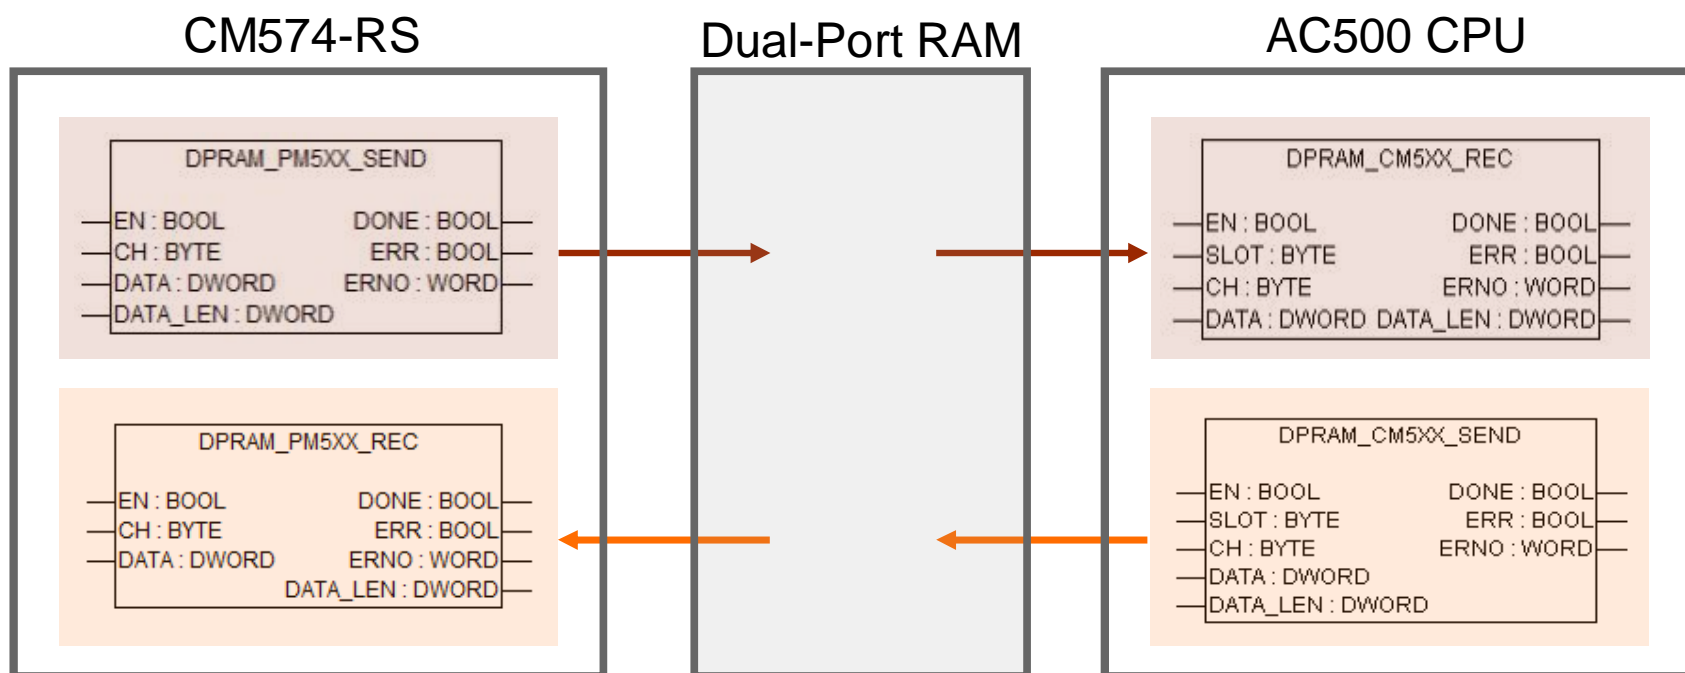 CM574-RS
Dual-Port RAM
AC500 CPU
DPRAM_PM5XX_SEND
EN : BOOL DONE : BOOL
CH : BYTE ERR : BOOL
DATA : DWORD ERNO : WORD
DATA_LEN : DWORD
DPRAM_CM5XX_REC
EN : BOOL DONE : BOOL
SLOT : BYTE ERR : BOOL
CH : BYTE ERNO : WORD
DATA : DWORD DATA_LEN : DWORD
DPRAM_PM5XX_REC
EN : BOOL DONE : BOOL
CH : BYTE ERR : BOOL
DATA : DWORD ERNO : WORD
DATA_LEN : DWORD
DPRAM_CM5XX_SEND
EN : BOOL DONE : BOOL
SLOT : BYTE ERR : BOOL
CH : BYTE ERNO : WORD
DATA : DWORD
DATA_LEN : DWORD